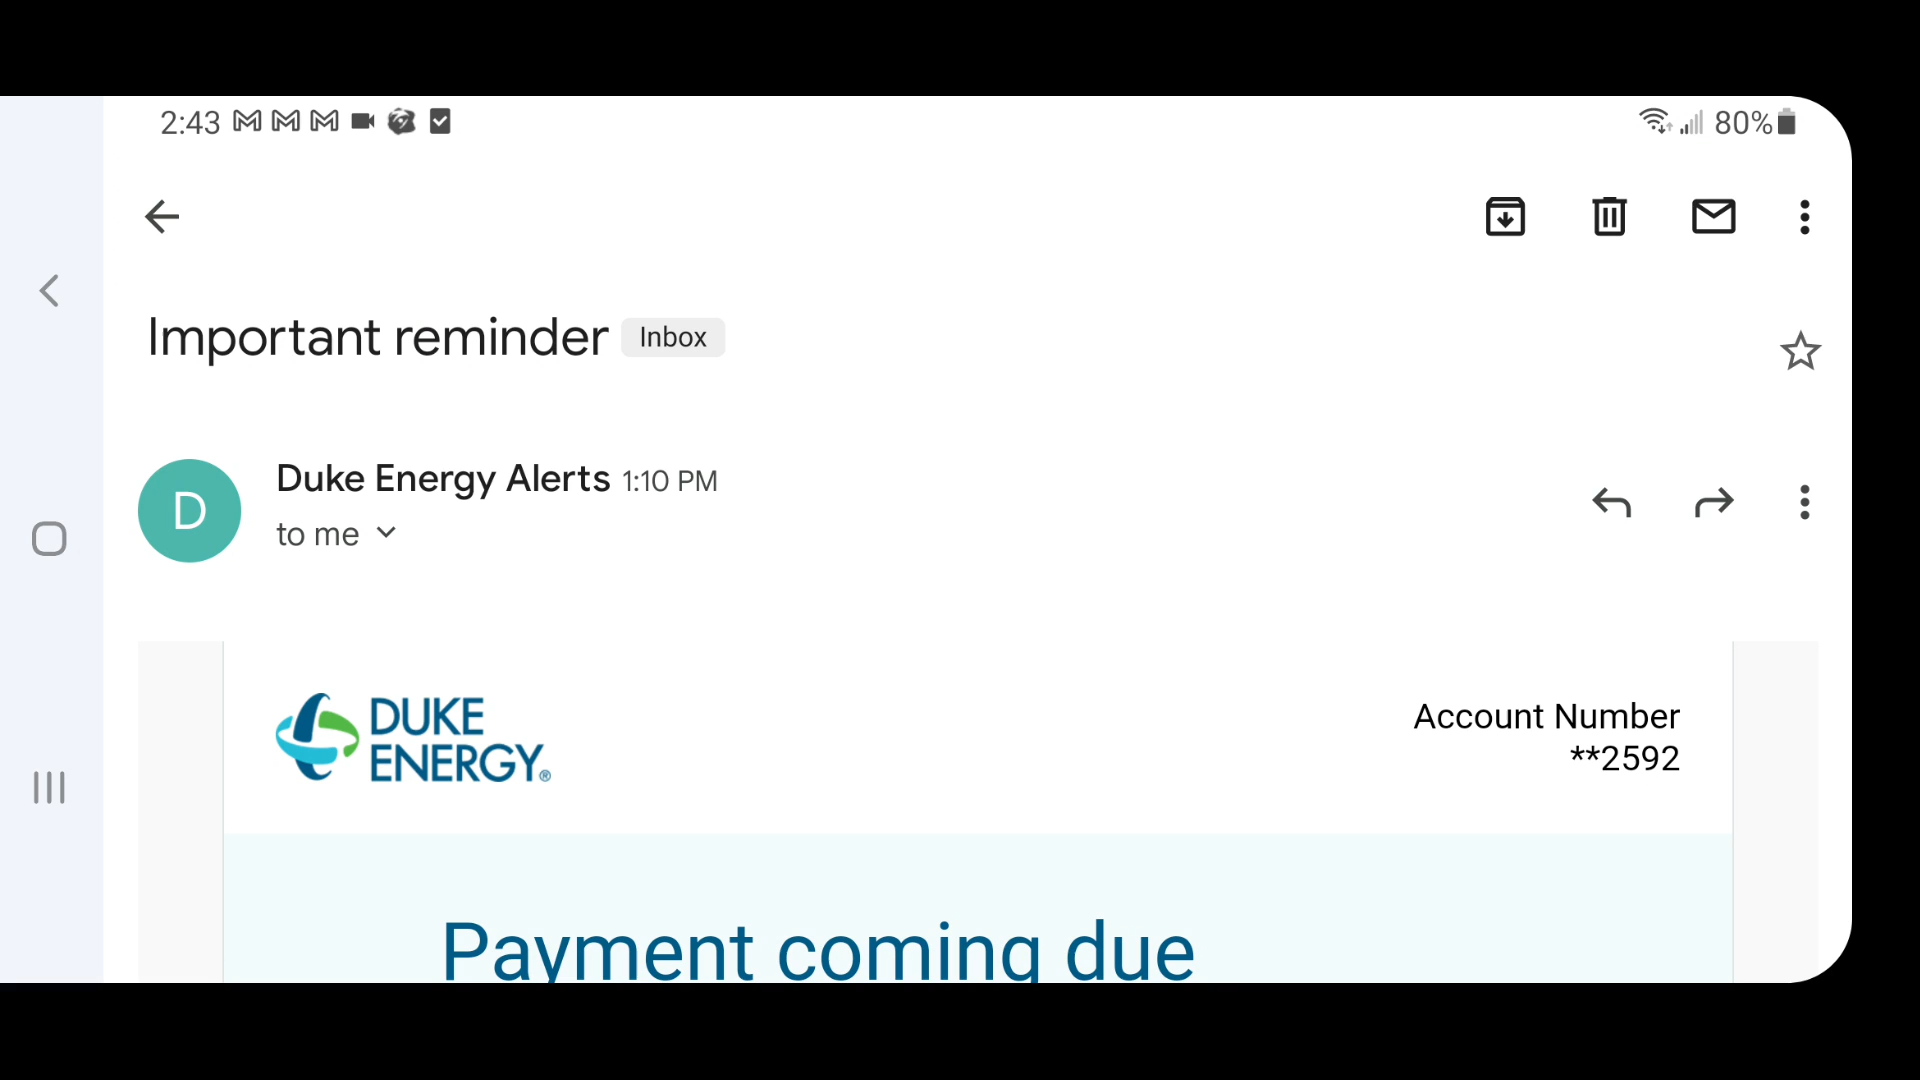 2:43
80%
Important reminder Inbox
Duke Energy Alerts 1:10 PM
to me
D
DUKE
ENERGY®
Account Number
**2592
Payment coming due